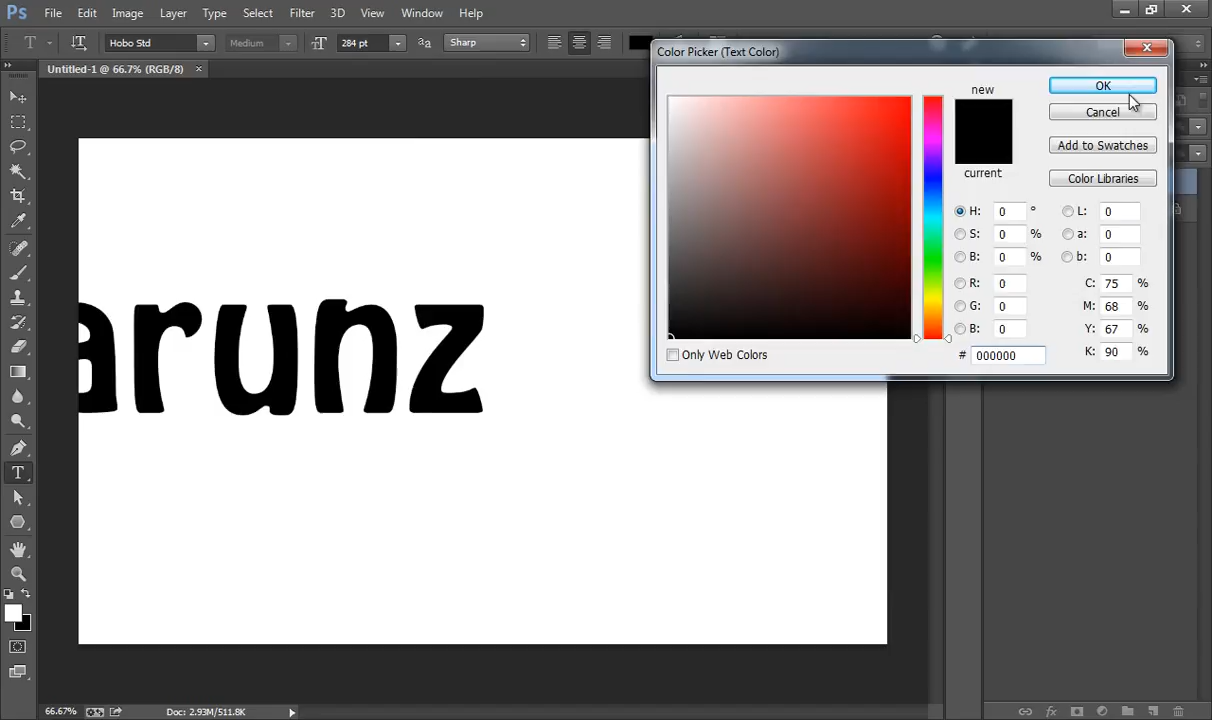 Ps File Edit Image Layer Type Select Filter 3D View Window Help
T Hobo Std Medium 284 pt aa Sharp
Untitled-1 @ 66.7% (RGB/8) ×
Color Picker (Text Color)
new
current
OK
Cancel
Add to Swatches
Color Libraries
H: 0 ° L: 0
S: 0 % a: 0
B: 0 % b: 0
R: 0 C: 75 %
G: 0 M: 68 %
B: 0 Y: 67 %
# 000000 K: 90 %
Only Web Colors
arunz
T
66.67% Doc: 2.93M/511.8K
fx